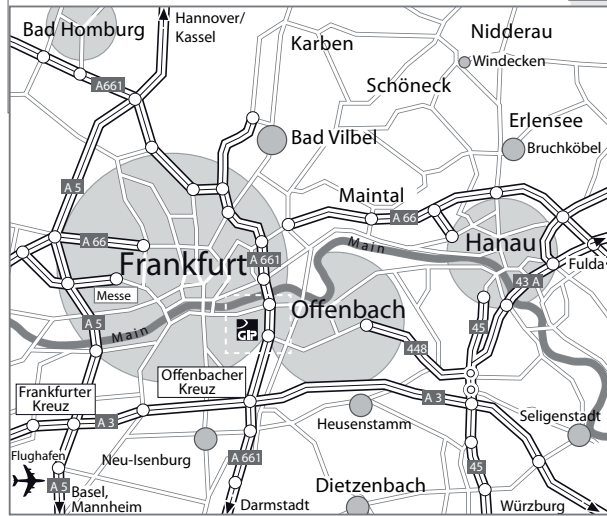 Hannover/
Kassel
Bad Homburg
Karben
Nidderau
Windecken
A661
Schöneck
Erlensee
Bad Vilbel
Bruchköbel
A 5
Maintal
A 66
A 66
Main
Hanau
Frankfurt
A 661
Fulda
43 A
Messe
Offenbach
A 5
Main
GIP
45
448
Offenbacher
Kreuz
Frankfurter
Kreuz
A 3
A 3
Heusenstamm
Seligenstadt
Flughafen
Neu-Isenburg
A 661
45
A 5
Basel,
Mannheim
Darmstadt
Dietzenbach
Würzburg